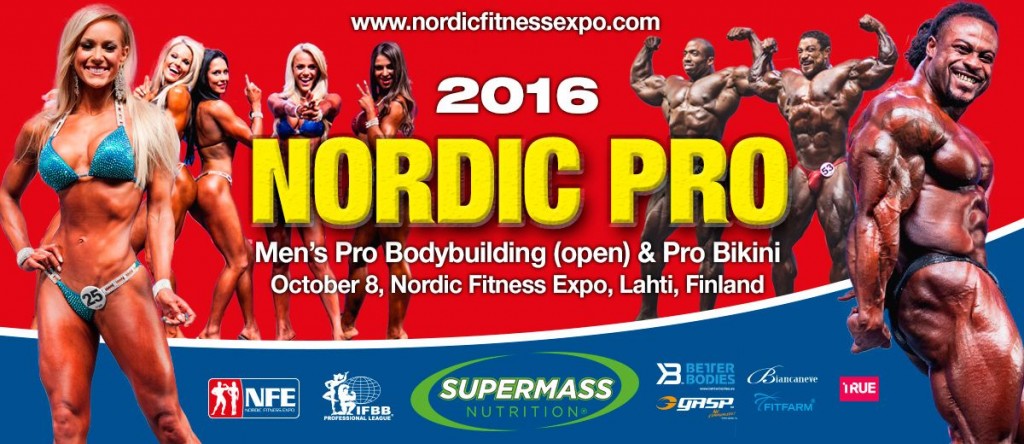 www.nordicfitnessexpo.com
2016
NORDIC PRO
Men's Pro Bodybuilding (open) & Pro Bikini
October 8, Nordic Fitness Expo, Lahti, Finland
25
63
NFE
NORDIC FITNESS EXPO
IFBB
PROFESSIONAL LEAGUE
SUPERMASS
NUTRITION®
BETTER
BODIES
GASP
Biancaneve
FITFARM
TRUE